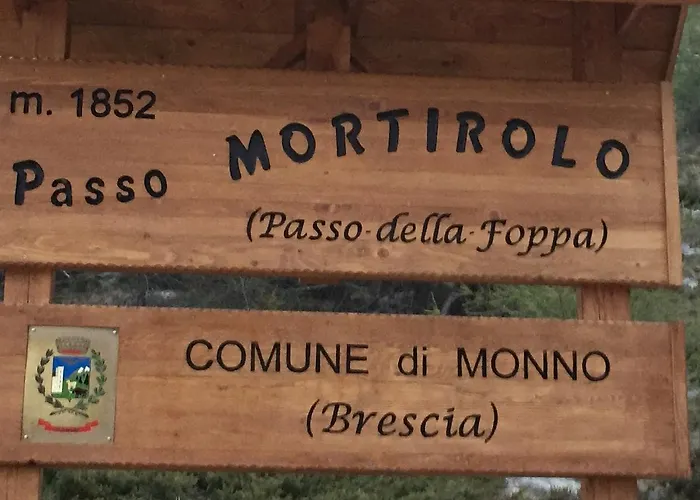 m. 1852
Passo MORTIROLO
(Passo della Foppa)
COMUNE di MONNO
(Brescia)